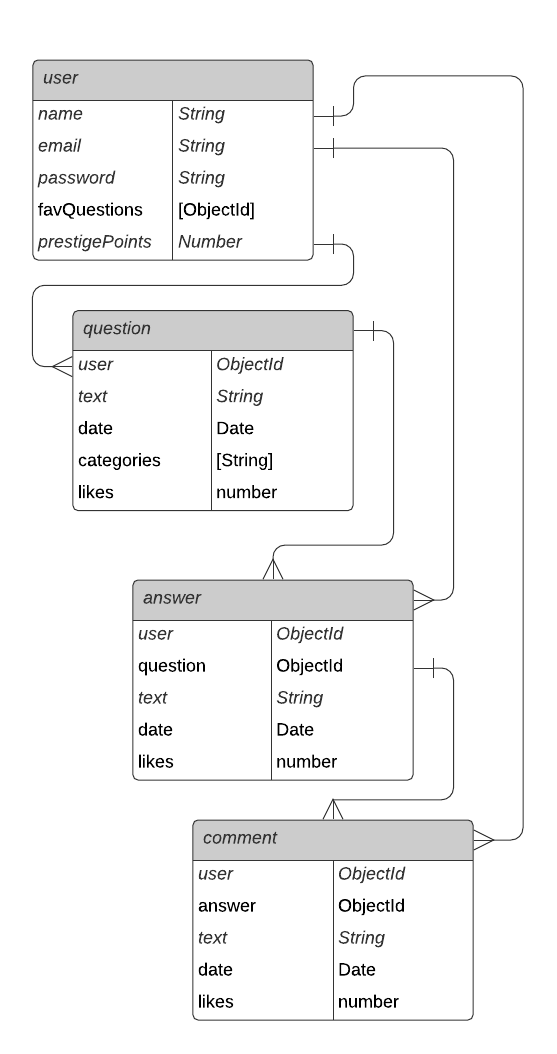 user
name String
email String
password String
favQuestions [ObjectId]
prestigePoints Number
question
user ObjectId
text String
date Date
categories [String]
likes number
answer
user ObjectId
question ObjectId
text String
date Date
likes number
comment
user ObjectId
answer ObjectId
text String
date Date
likes number